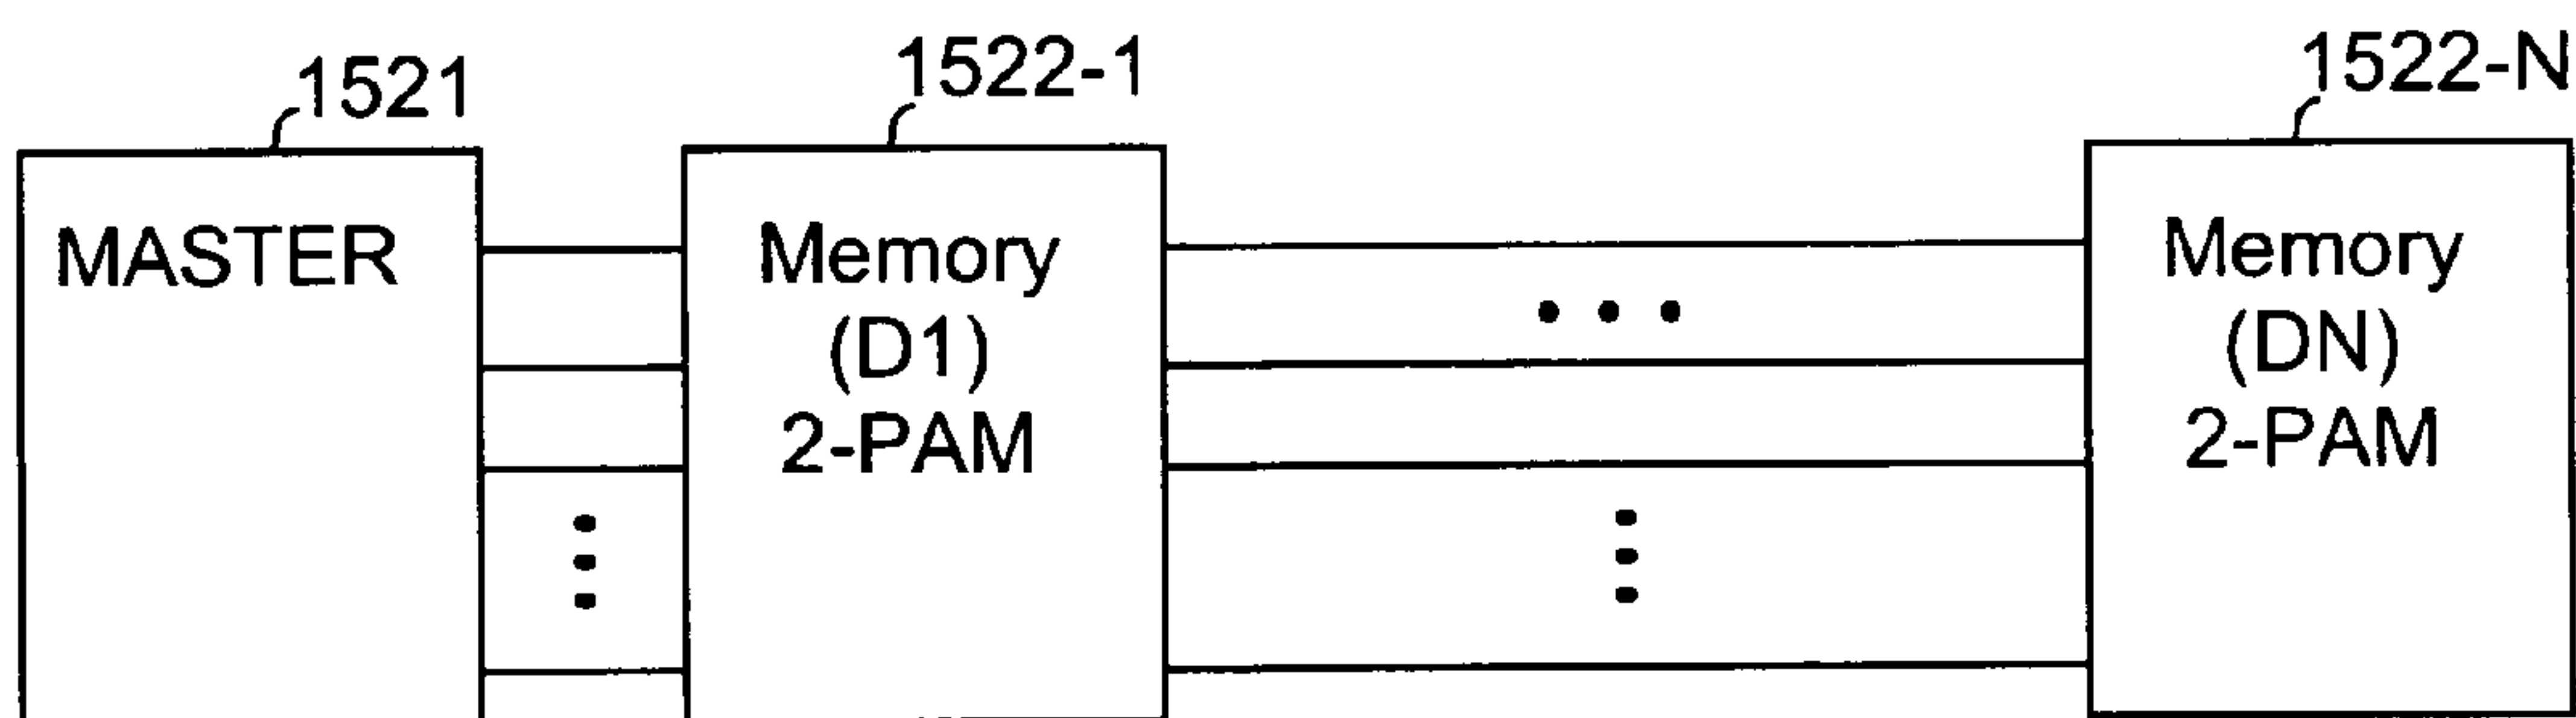 1521
1522-1
1522-N
MASTER
Memory
(D1)
2-PAM
Memory
(DN)
2-PAM